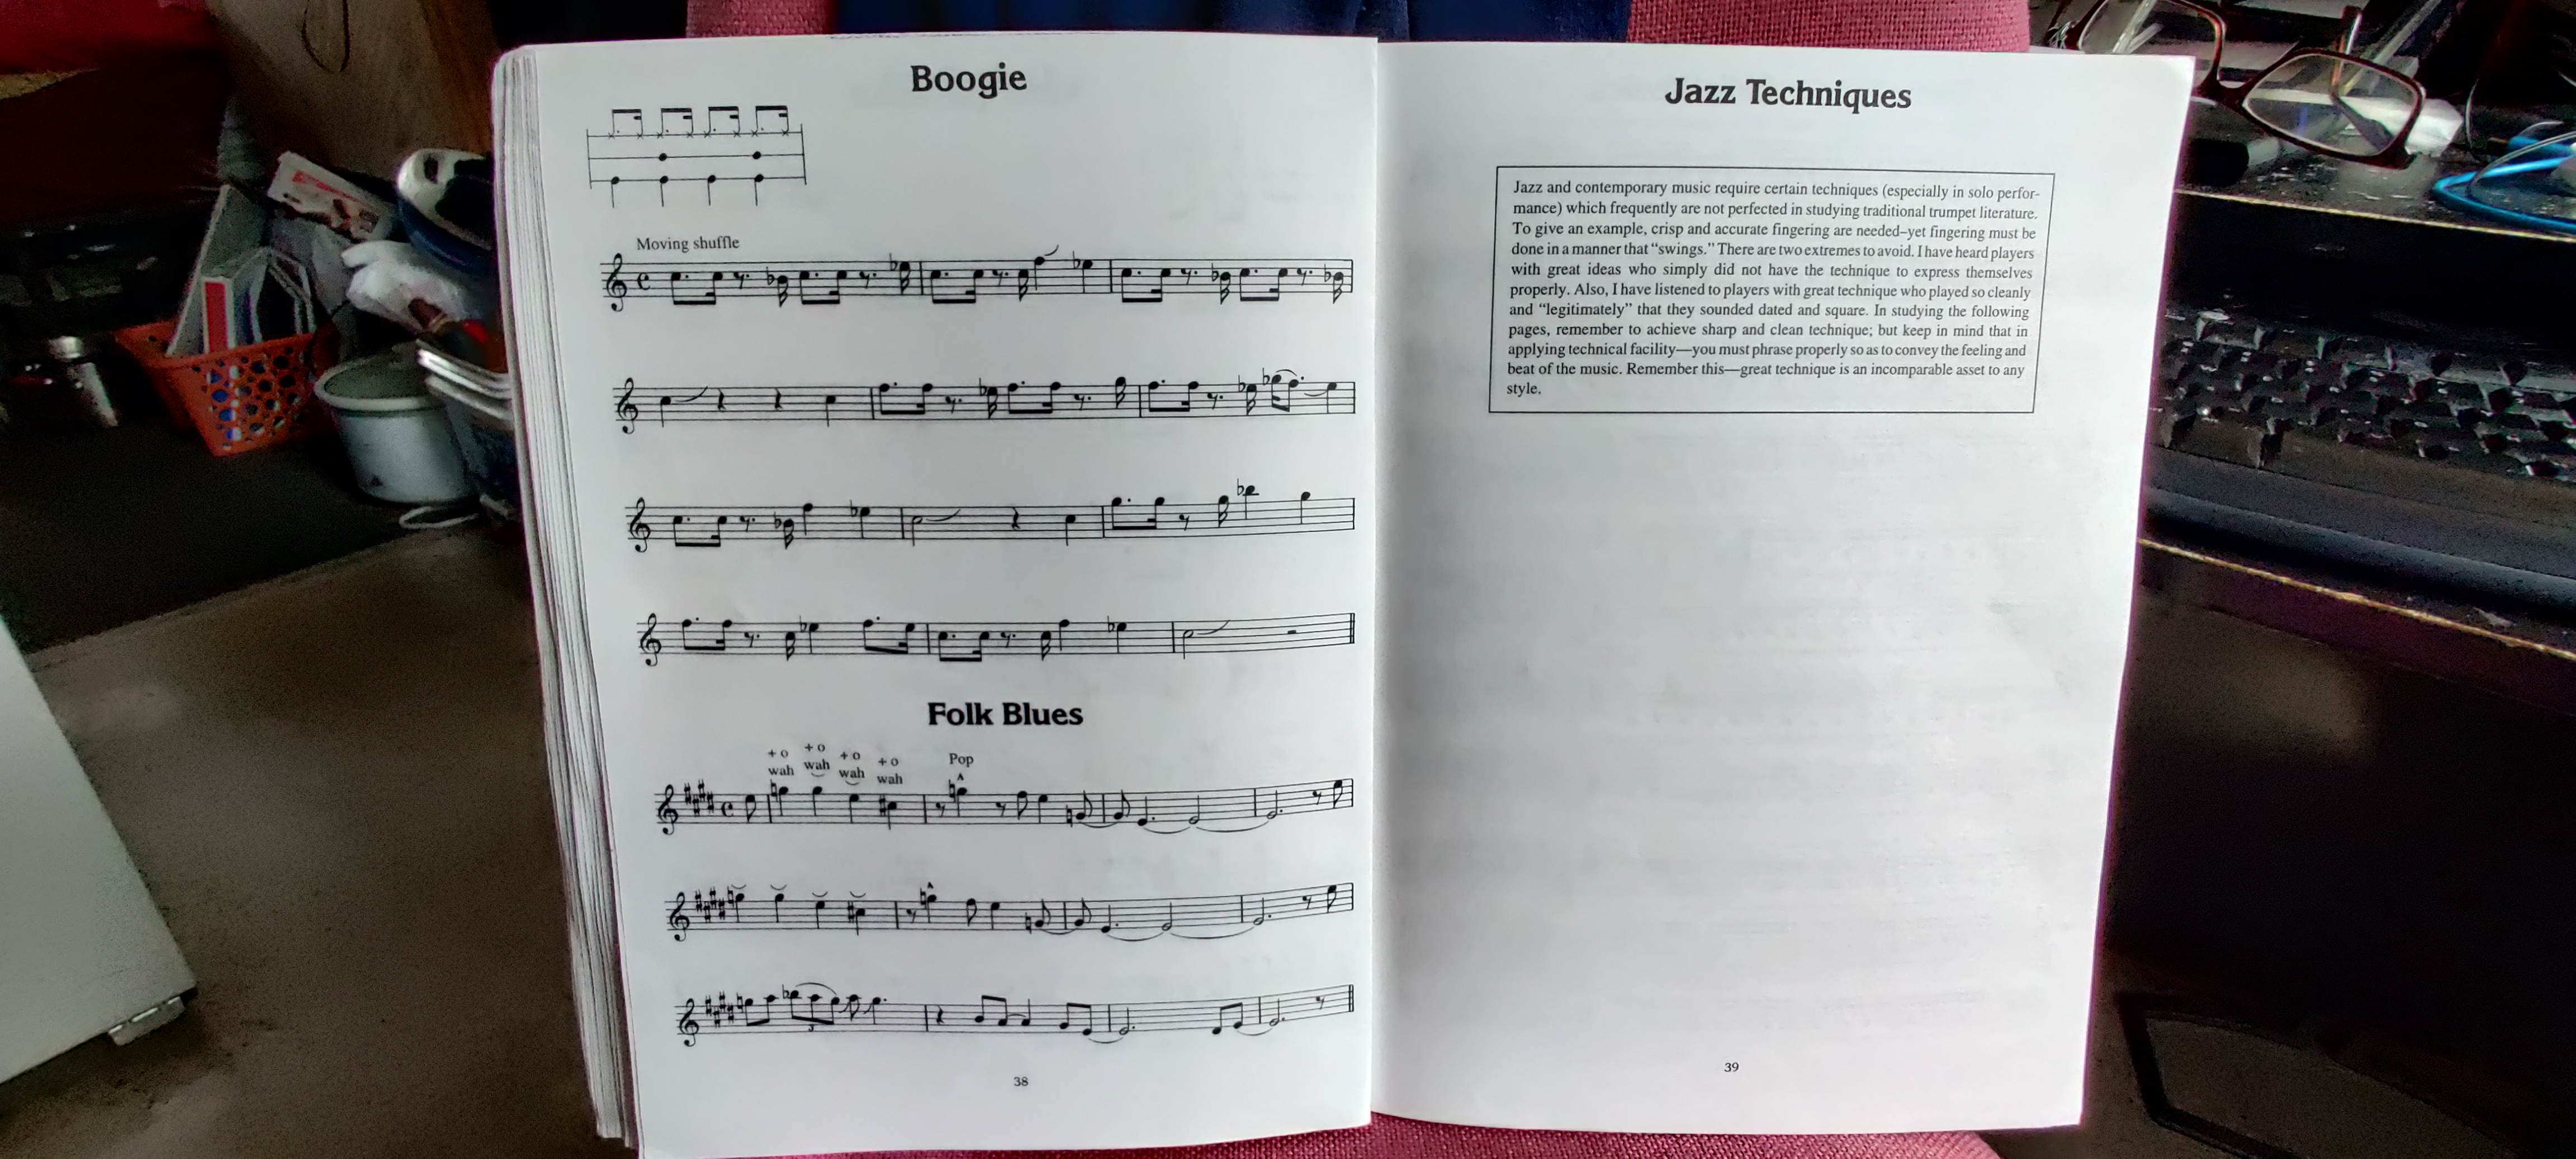 Boogie
Moving shuffle
Folk Blues
+ o + o + o + o
wah wah wah wah Pop
3
38
Jazz Techniques
Jazz and contemporary music require certain techniques (especially in solo perfor-
mance) which frequently are not perfected in studying traditional trumpet literature.
To give an example, crisp and accurate fingering are needed–yet fingering must be
done in a manner that “swings.” There are two extremes to avoid. I have heard players
with great ideas who simply did not have the technique to express themselves
properly. Also, I have listened to players with great technique who played so cleanly
and “legitimately” that they sounded dated and square. In studying the following
pages, remember to achieve sharp and clean technique; but keep in mind that in
applying technical facility—you must phrase properly so as to convey the feeling and
beat of the music. Remember this—great technique is an incomparable asset to any
style.
39